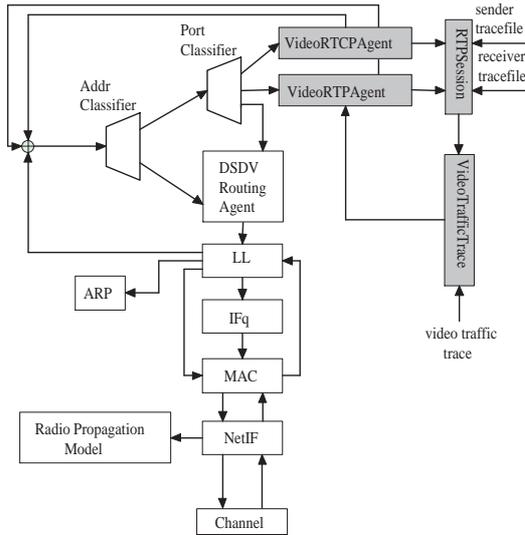 sender
tracefile
receiver
tracefile
Port
Classifier
VideoRTCPAgent
VideoRTPAgent
RTPSession
Addr
Classifier
DSDV
Routing
Agent
VideoTrafficTrace
LL
ARP
IFq
video traffic
trace
MAC
Radio Propagation
Model
NetIF
Channel